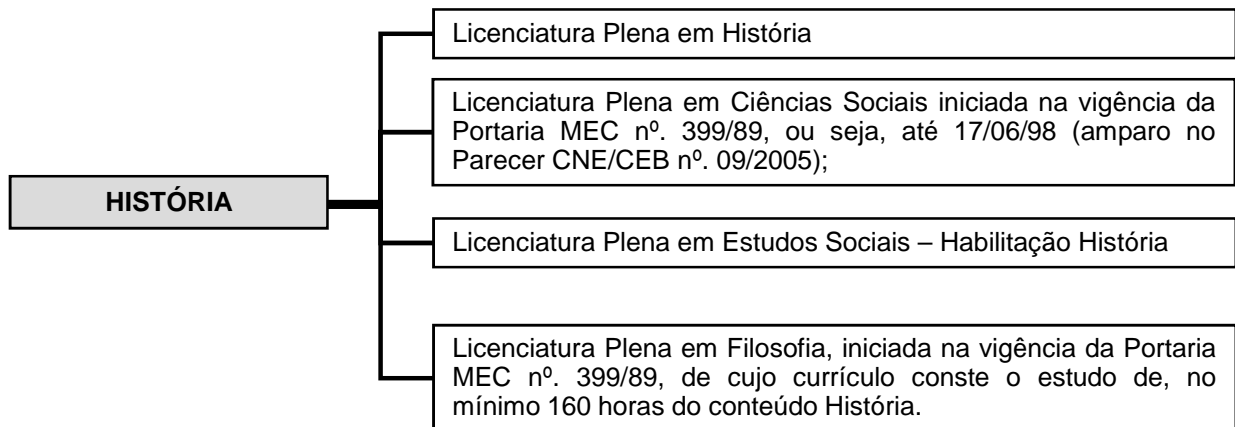 Licenciatura Plena em História
Licenciatura Plena em Ciências Sociais iniciada na vigência da
Portaria MEC nº. 399/89, ou seja, até 17/06/98 (amparo no
Parecer CNE/CEB nº. 09/2005);
HISTÓRIA
Licenciatura Plena em Estudos Sociais – Habilitação História
Licenciatura Plena em Filosofia, iniciada na vigência da Portaria
MEC nº. 399/89, de cujo currículo conste o estudo de, no
mínimo 160 horas do conteúdo História.